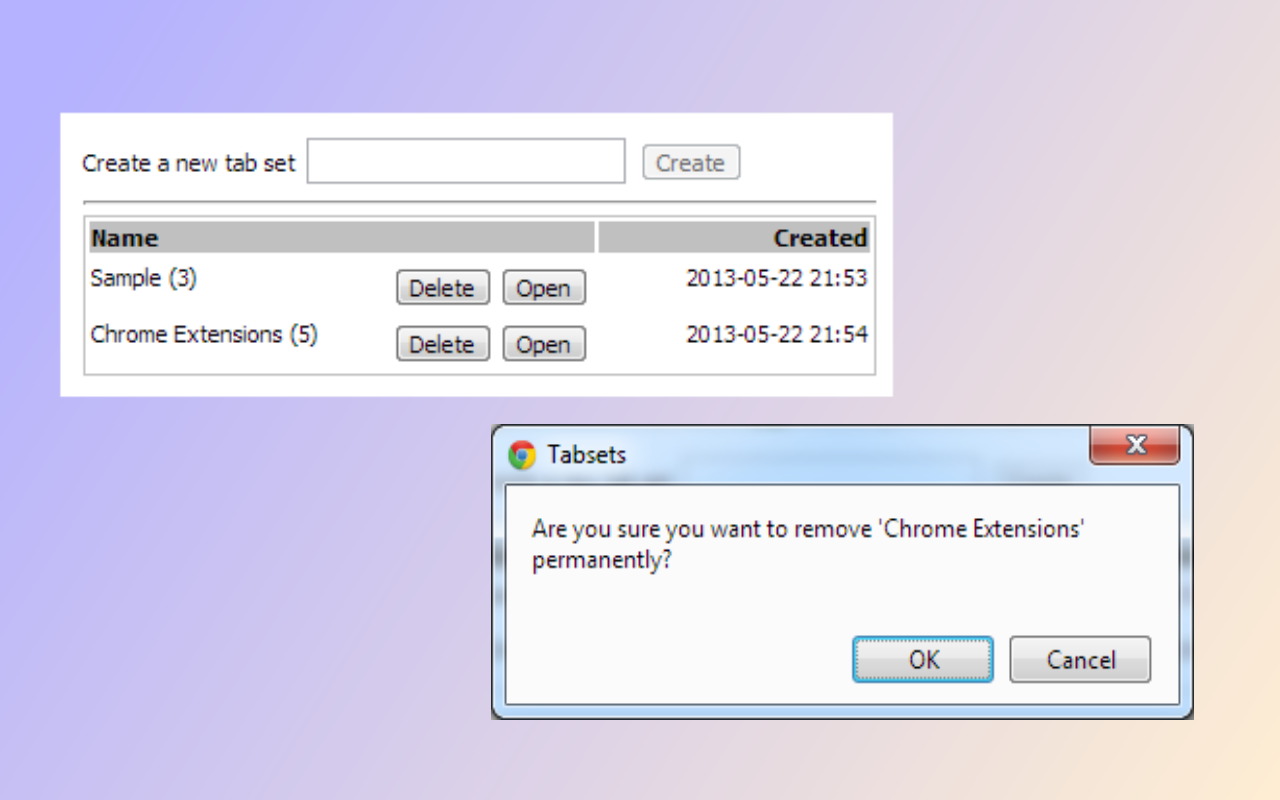 Create a new tab set Create
Name Created
Sample (3) Delete Open 2013-05-22 21:53
Chrome Extensions (5) Delete Open 2013-05-22 21:54
Tabsets
Are you sure you want to remove 'Chrome Extensions'
permanently?
OK Cancel